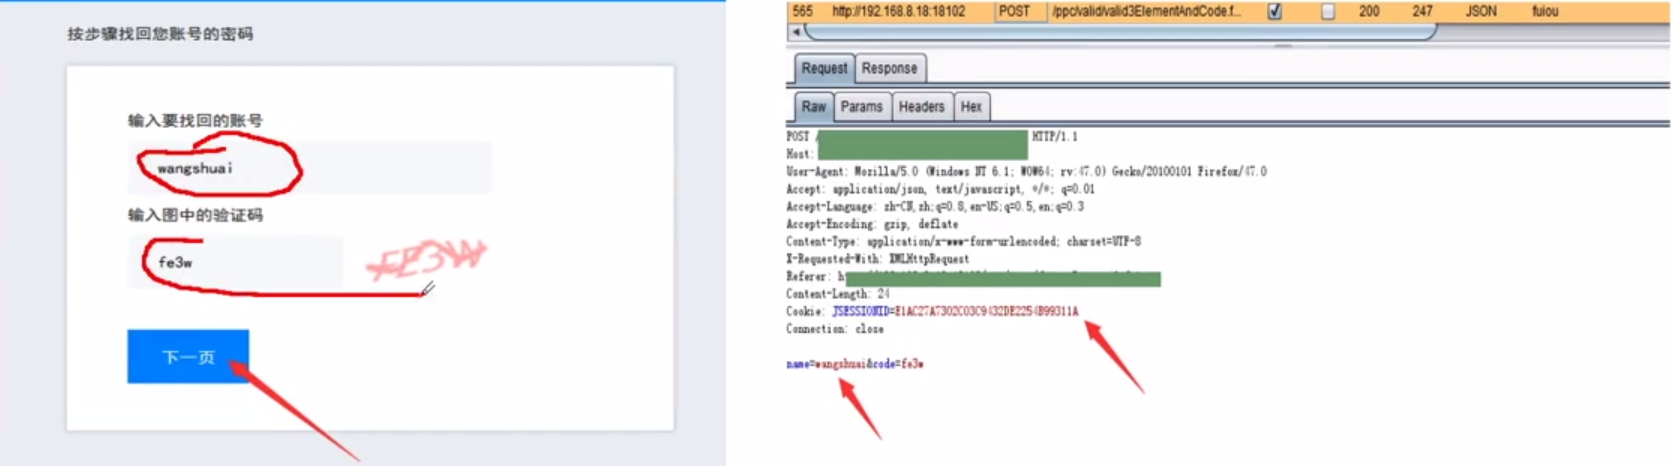 按步骤找回您账号的密码
输入要找回的账号
wangshuai
输入图中的验证码
fe3w FE3W
下一页
565 http://192.168.8.18:18102 POST /ppc/valid/valid3ElementAndCode.f... 200 247 JSON fuiou
Request Response
Raw Params Headers Hex
POST / HTTP/1.1
Host:
User-Agent: Mozilla/5.0 (Windows NT 6.1; WOW64; rv:47.0) Gecko/20100101 Firefox/47.0
Accept: application/json, text/javascript, */*; q=0.01
Accept-Language: zh-CN,zh;q=0.8,en-US;q=0.5,en;q=0.3
Accept-Encoding: gzip, deflate
Content-Type: application/x-www-form-urlencoded; charset=UTF-8
X-Requested-With: XMLHttpRequest
Referer: h
Content-Length: 24
Cookie: JSESSIONID=E1AC27A7302C03C9432DE2254B99311A
Connection: close
name=wangshuai&code=fe3w